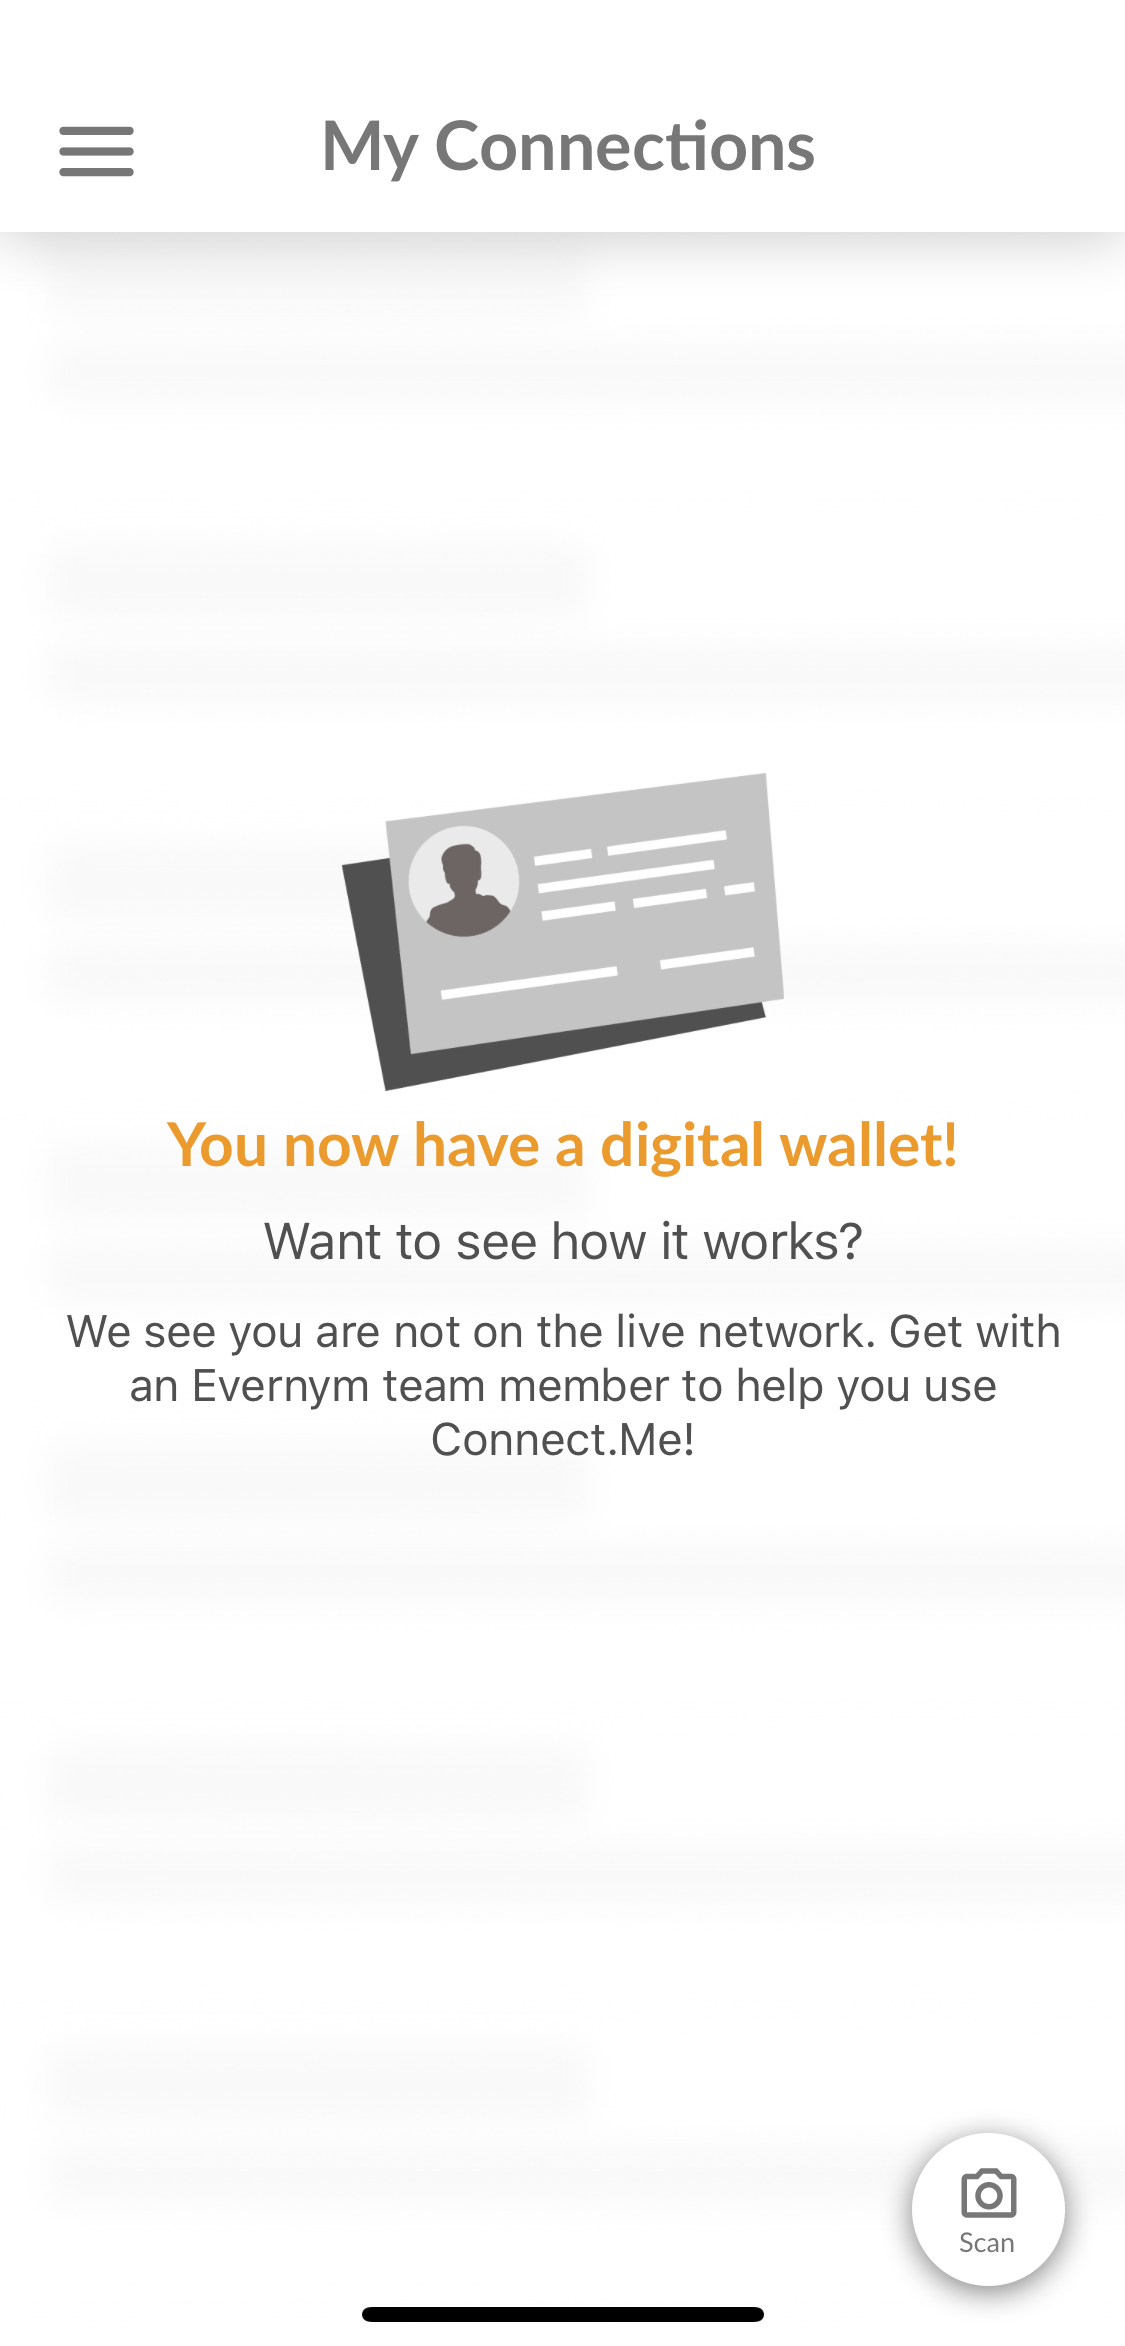 My Connections
You now have a digital wallet!
Want to see how it works?
We see you are not on the live network. Get with
an Evernym team member to help you use
Connect.Me!
Scan